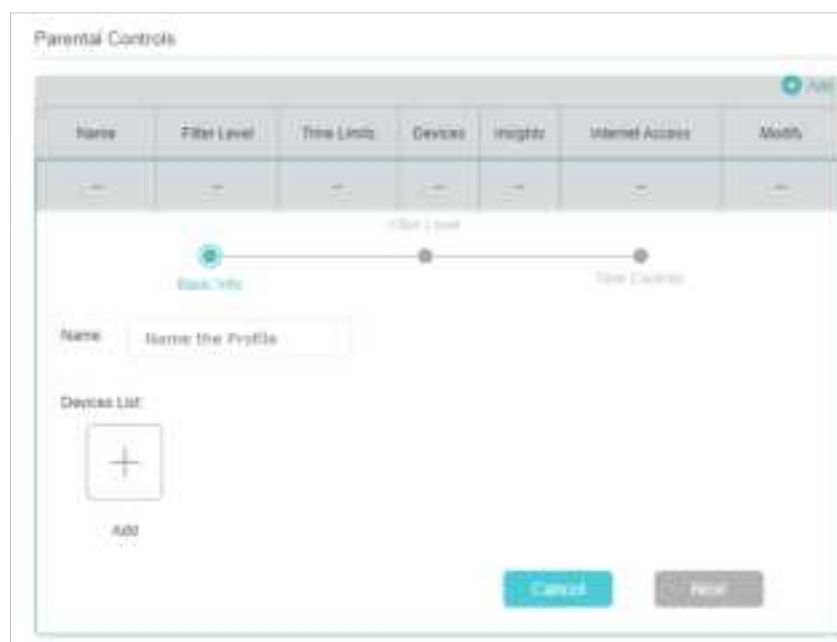 Parental Controls
Add
Name Filter Level Time Limits Devices Insights Internet Access Modify
-- -- -- -- -- -- --
Filter Level
Basic Info
Time Controls
Name Name the Profile
Devices List:
Add
Cancel Next